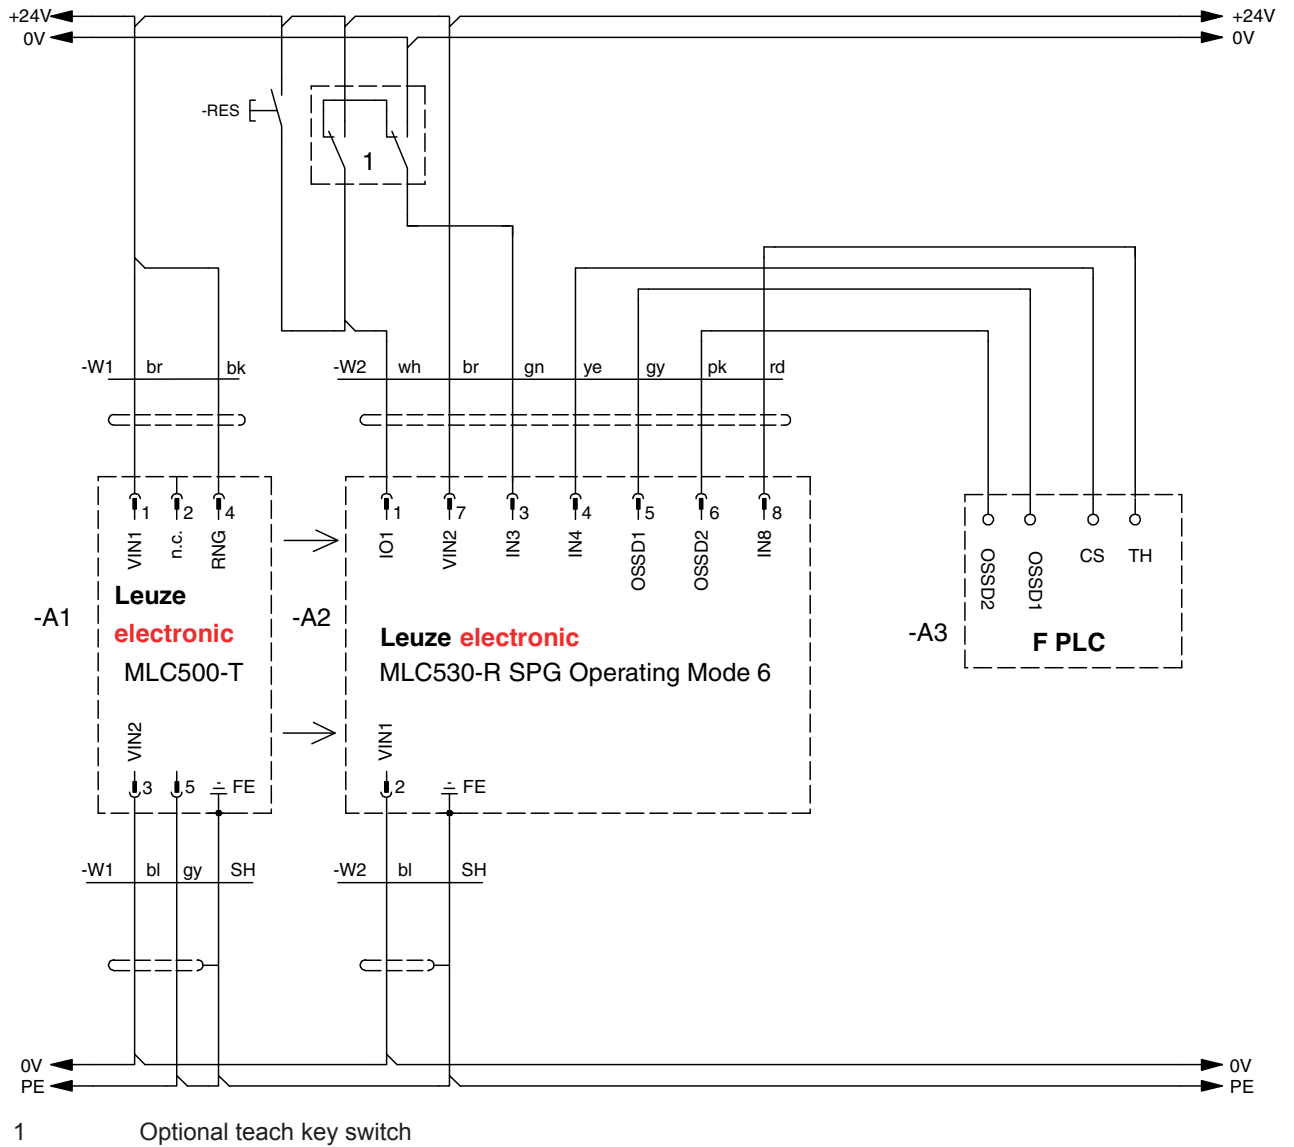 +24V +24V
0V 0V
-RES
1
-W1 br bk -W2 wh br gn ye gy pk rd
1 2 4 1 7 3 4 5 6 8
VIN1 n.c. RNG IO1 VIN2 IN3 IN4 OSSD1 OSSD2 IN8 OSSD2 OSSD1 CS TH
-A1 Leuze electronic
MLC500-T
-A2 Leuze electronic
MLC530-R SPG Operating Mode 6
-A3 F PLC
VIN2 VIN1
3 5 FE 2 FE
-W1 bl gy SH -W2 bl SH
0V 0V
PE PE
1 Optional teach key switch